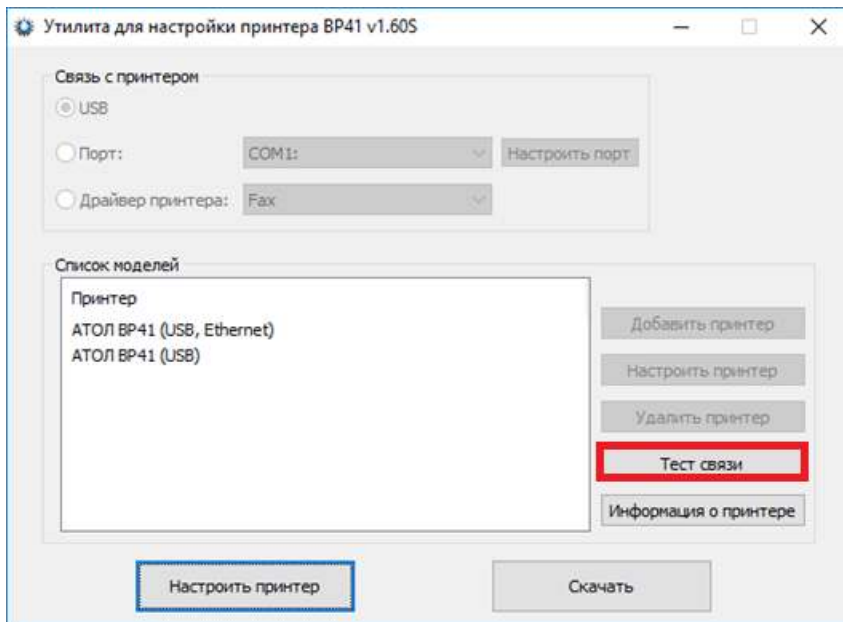 Утилита для настройки принтера BP41 v1.60S
Связь с принтером
USB
Порт:
COM1:
Настроить порт
Драйвер принтера:
Fax
Список моделей
Принтер
АТОЛ BP41 (USB, Ethernet)
АТОЛ BP41 (USB)
Добавить принтер
Настроить принтер
Удалить принтер
Тест связи
Информация о принтере
Настроить принтер
Скачать